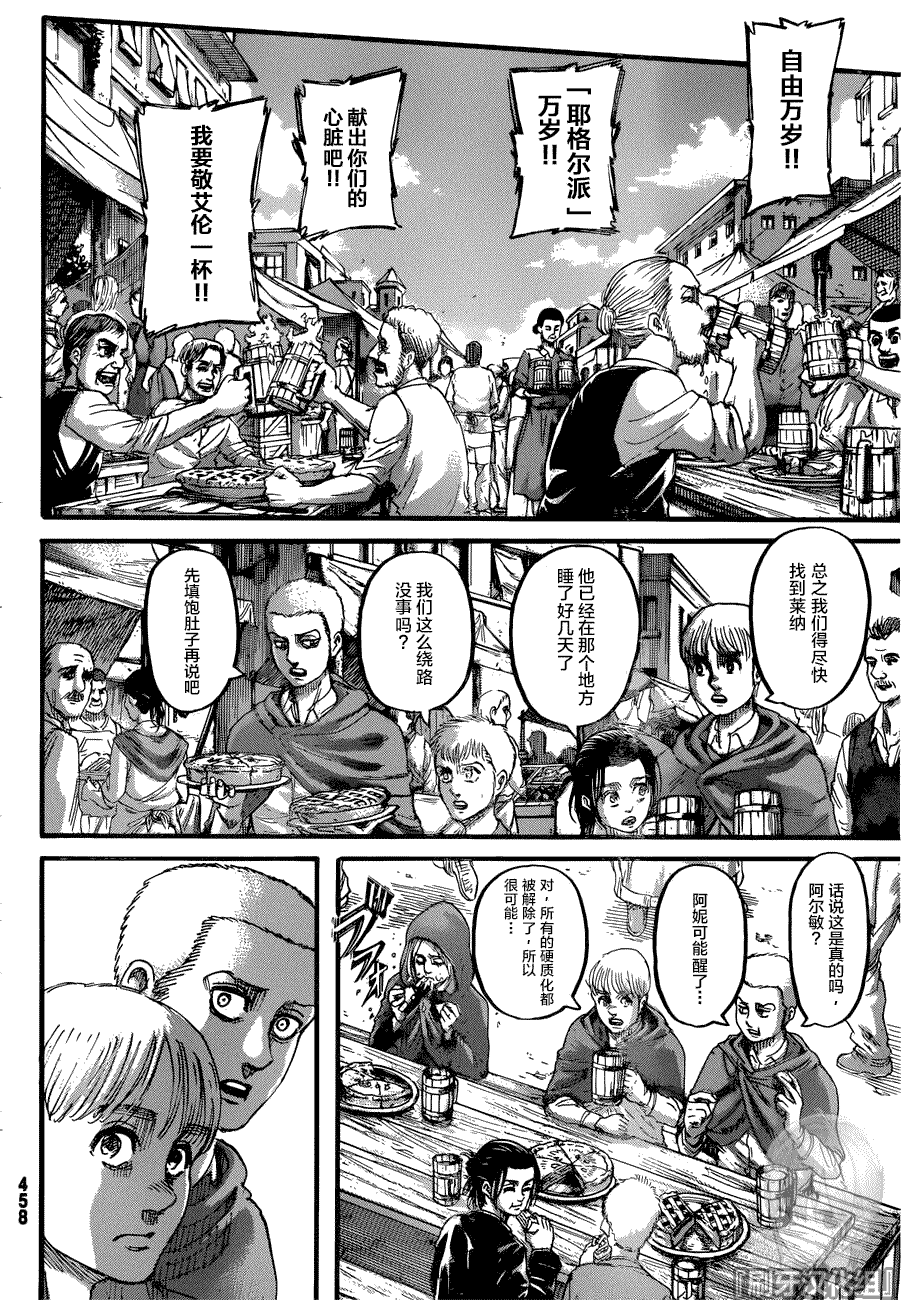 自由万岁!!
「耶格尔派」
万岁!!
献出你们的
心脏吧!!
我要敬艾伦一杯!!
总之我们得尽快
找到莱纳
他已经在那个地方
睡了好几天了
我们这么绕路
没事吗?
先填饱肚子再说吧
话说这是真的吗,
阿尔敏?
阿妮可能醒了…
对,所有的硬质化都
被解除了,所以
很可能…
458